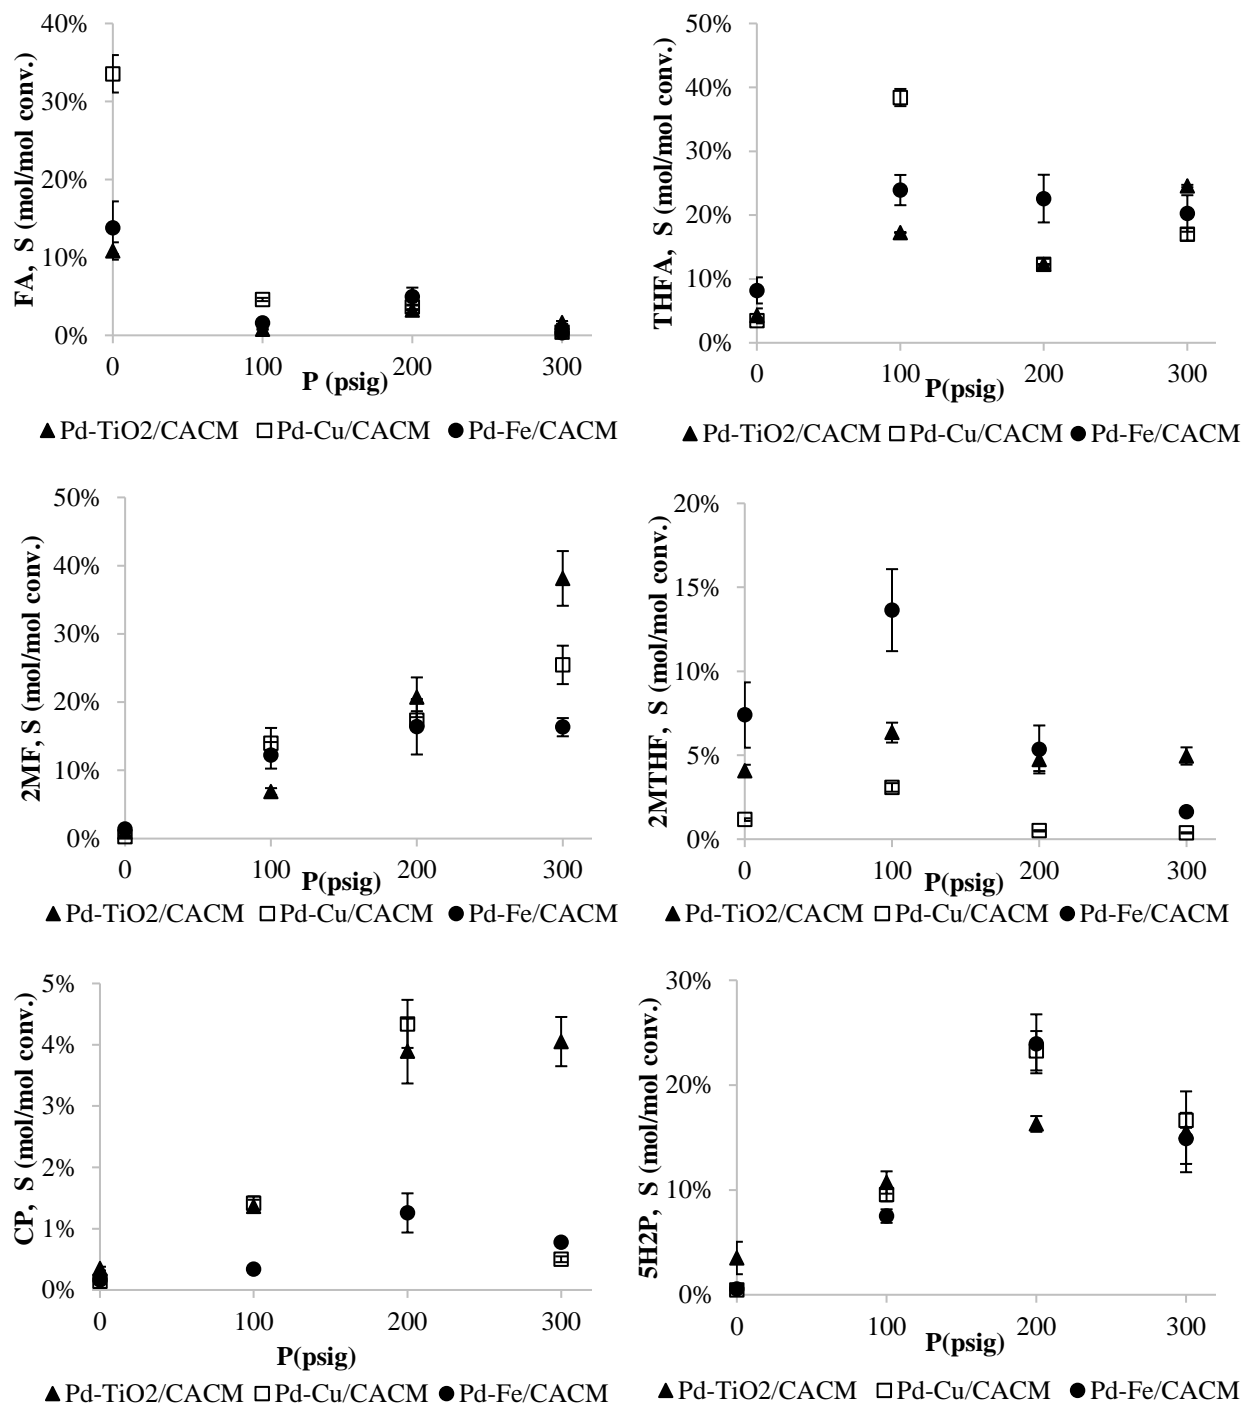 FA, S (mol/mol conv.)
40%
30%
20%
10%
0%
0 100 200 300
P (psig)
▲ Pd-TiO2/CACM □ Pd-Cu/CACM ● Pd-Fe/CACM
THFA, S (mol/mol conv.)
50%
40%
30%
20%
10%
0%
0 100 200 300
P(psig)
▲ Pd-TiO2/CACM □ Pd-Cu/CACM ● Pd-Fe/CACM
2MF, S (mol/mol conv.)
50%
40%
30%
20%
10%
0%
0 100 200 300
P(psig)
▲ Pd-TiO2/CACM □ Pd-Cu/CACM ● Pd-Fe/CACM
2MTHF, S (mol/mol conv.)
20%
15%
10%
5%
0%
0 100 200 300
P(psig)
▲ Pd-TiO2/CACM □ Pd-Cu/CACM ● Pd-Fe/CACM
CP, S (mol/mol conv.)
5%
4%
3%
2%
1%
0%
0 100 200 300
P(psig)
▲ Pd-TiO2/CACM □ Pd-Cu/CACM ● Pd-Fe/CACM
5H2P, S (mol/mol conv.)
30%
20%
10%
0%
0 100 200 300
P(psig)
▲ Pd-TiO2/CACM □ Pd-Cu/CACM ● Pd-Fe/CACM